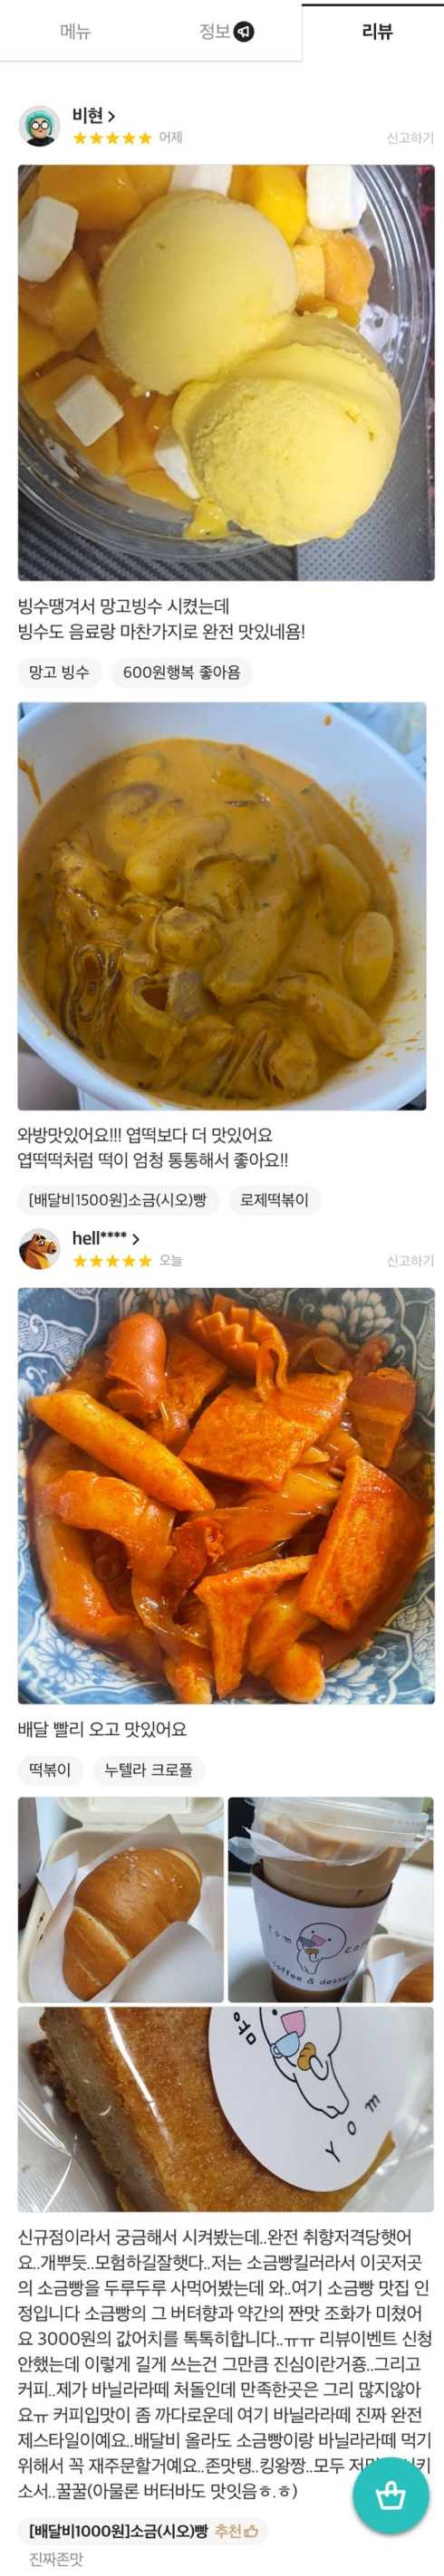 메뉴
정보
리뷰
비현 >
★★★★★ 어제
신고하기
빙수땡겨서 망고빙수 시켰는데
빙수도 음료랑 마찬가지로 완전 맛있네욤!
망고 빙수
600원행복 좋아욤
와방맛있어요!!! 엽떡보다 더 맛있어요
엽떡떡처럼 떡이 엄청 통통해서 좋아요!!
[배달비1500원]소금(시오)빵
로제떡볶이
hell**** >
★★★★★ 오늘
신고하기
배달 빨리 오고 맛있어요
떡볶이
누텔라 크로플
Yom cafe
coffee & dessert
욤
YOM
신규점이라서 궁금해서 시켜봤는데..완전 취향저격당햇어
요..개뿌듯..모험하길잘햇다..저는 소금빵킬러라서 이곳저곳
의 소금빵을 두루두루 사먹어봤는데 와..여기 소금빵 맛집 인
정입니다 소금빵의 그 버텨향과 약간의 짠맛 조화가 미쳤어
요 3000원의 값어치를 톡톡히합니다..ㅠㅠ 리뷰이벤트 신청
안했는데 이렇게 길게 쓰는건 그만큼 진심이란거죵..그리고
커피..제가 바닐라라떼 처돌인데 만족한곳은 그리 많지않아
요ㅠ 커피입맛이 좀 까다로운데 여기 바닐라라떼 진짜 완전
제스타일이예요..배달비 올라도 소금빵이랑 바닐라라떼 먹기
위해서 꼭 재주문할거예요..존맛탱..킹왕짱..모두
소서..꿀꿀(아물론 버터바도 맛잇음ㅎ.ㅎ)
[배달비1000원]소금(시오)빵 추천
진짜존맛